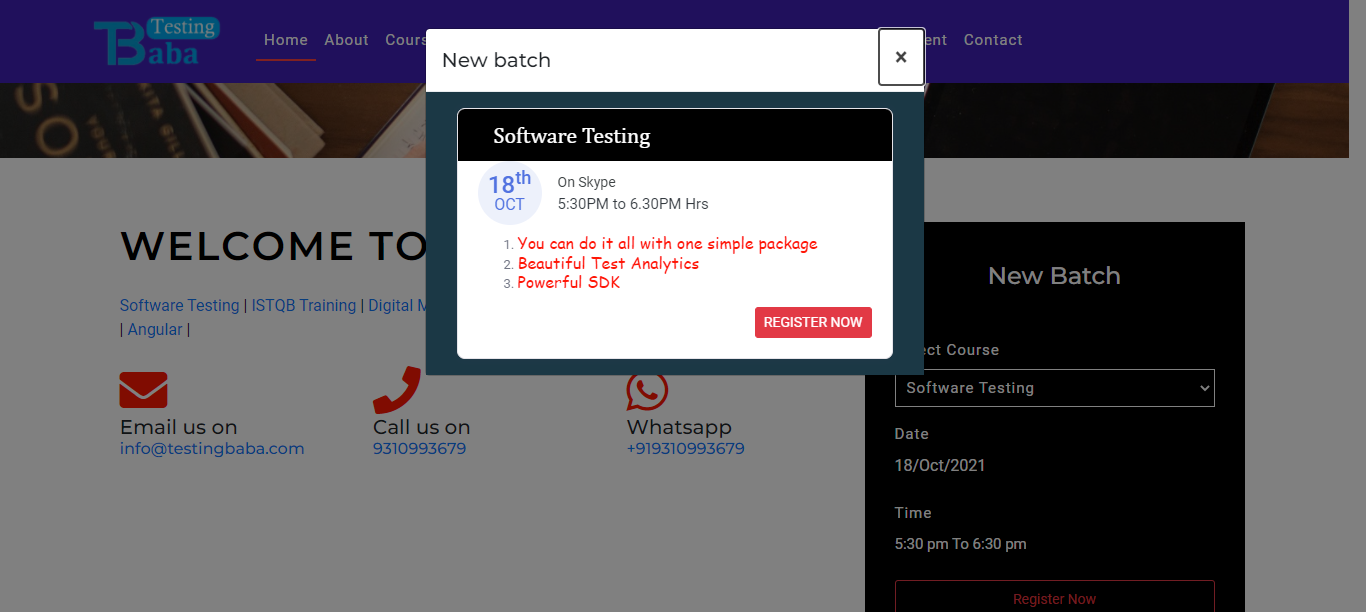 Testing
Baba
Home About Cours
ent Contact
New batch
×
Software Testing
18th
OCT
On Skype
5:30PM to 6.30PM Hrs
1. You can do it all with one simple package
2. Beautiful Test Analytics
3. Powerful SDK
REGISTER NOW
SO
YOUR
WELCOME TO
Software Testing | ISTQB Training | Digital M
| Angular |
Email us on
info@testingbaba.com
Call us on
9310993679
Whatsapp
+919310993679
New Batch
ect Course
Software Testing
Date
18/Oct/2021
Time
5:30 pm To 6:30 pm
Register Now